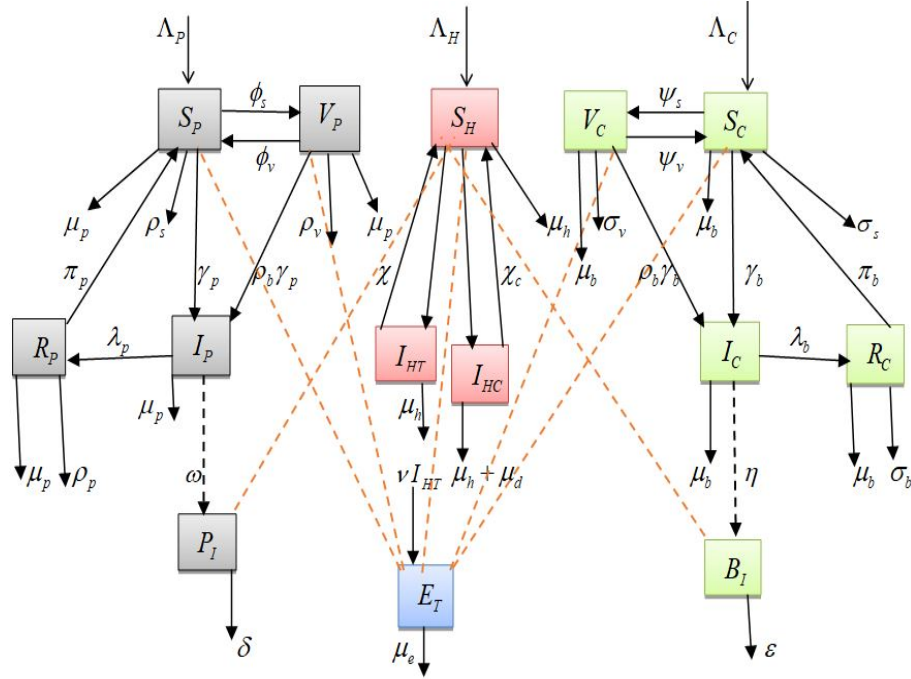 Λ_P Λ_H Λ_C
S_P ϕ_s V_P S_H V_C ψ_s S_C
ϕ_v ψ_v
μ_p ρ_s ρ_v μ_p μ_h μ_b σ_v μ_b σ_s
π_p γ_p ρ_b γ_p χ χ_c ρ_b γ_b γ_b π_b
R_P λ_p I_P I_HT I_HC I_C λ_b R_C
μ_p μ_h
μ_p ρ_p ω ν I_HT μ_h + μ_d μ_b η μ_b σ_b
P_I B_I
E_T
δ μ_e ε